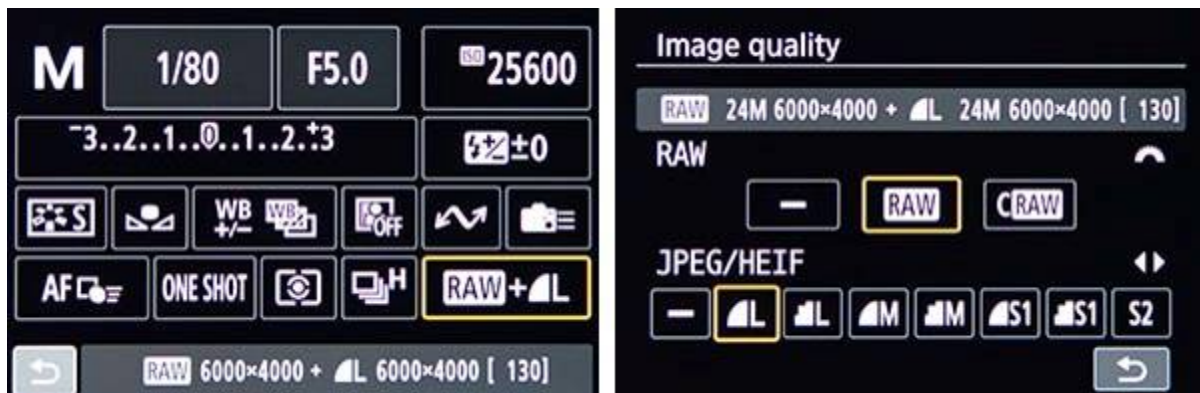 M 1/80 F5.0 ISO 25600
-3..2..1..0..1..2.+3 ±0
S WB +/- WB OFF
AF ONE SHOT H RAW+L
RAW 6000×4000 + L 6000×4000 [ 130]
Image quality
RAW 24M 6000×4000 + L 24M 6000×4000 [ 130]
RAW
– RAW CRAW
JPEG/HEIF
– L L M M S1 S1 S2